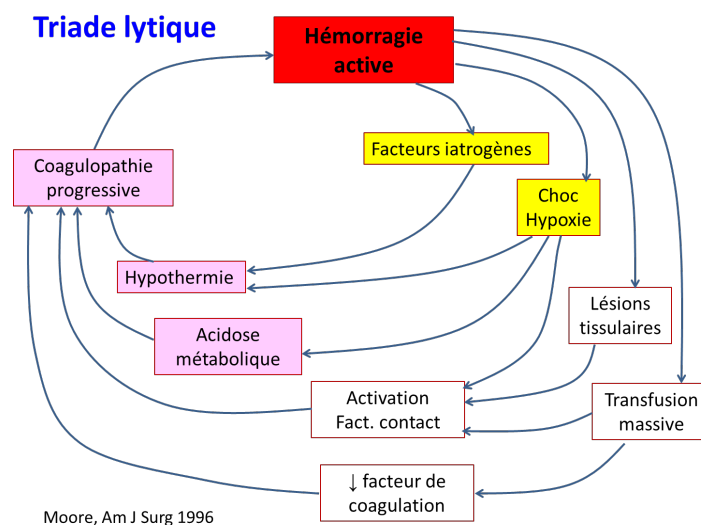 Triade lytique
Hémorragie
active
Facteurs iatrogènes
Coagulopathie
progressive
Choc
Hypoxie
Hypothermie
Lésions
tissulaires
Acidose
métabolique
Activation
Fact. contact
Transfusion
massive
↓ facteur de
coagulation
Moore, Am J Surg 1996